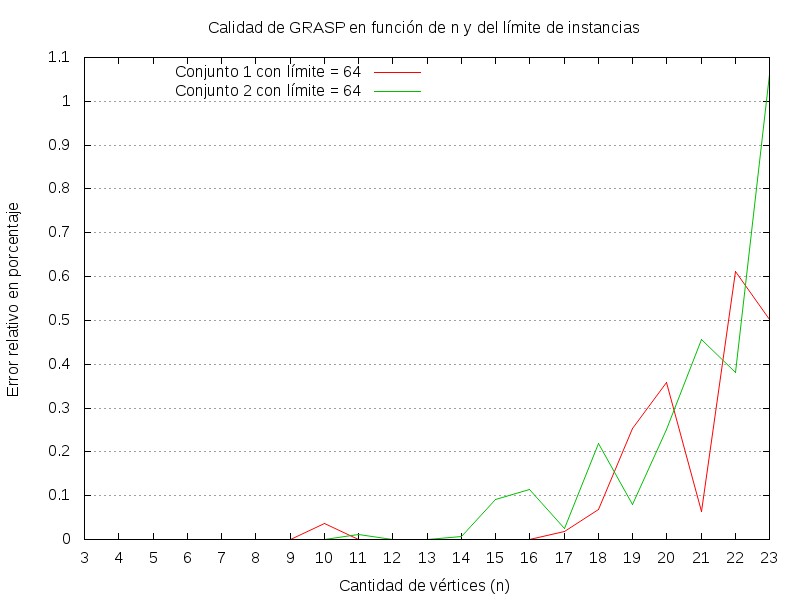 Calidad de GRASP en función de n y del límite de instancias
Conjunto 1 con límite = 64
Conjunto 2 con límite = 64
1.1
1
0.9
0.8
0.7
0.6
0.5
0.4
0.3
0.2
0.1
0
Error relativo en porcentaje
3 4 5 6 7 8 9 10 11 12 13 14 15 16 17 18 19 20 21 22 23
Cantidad de vértices (n)